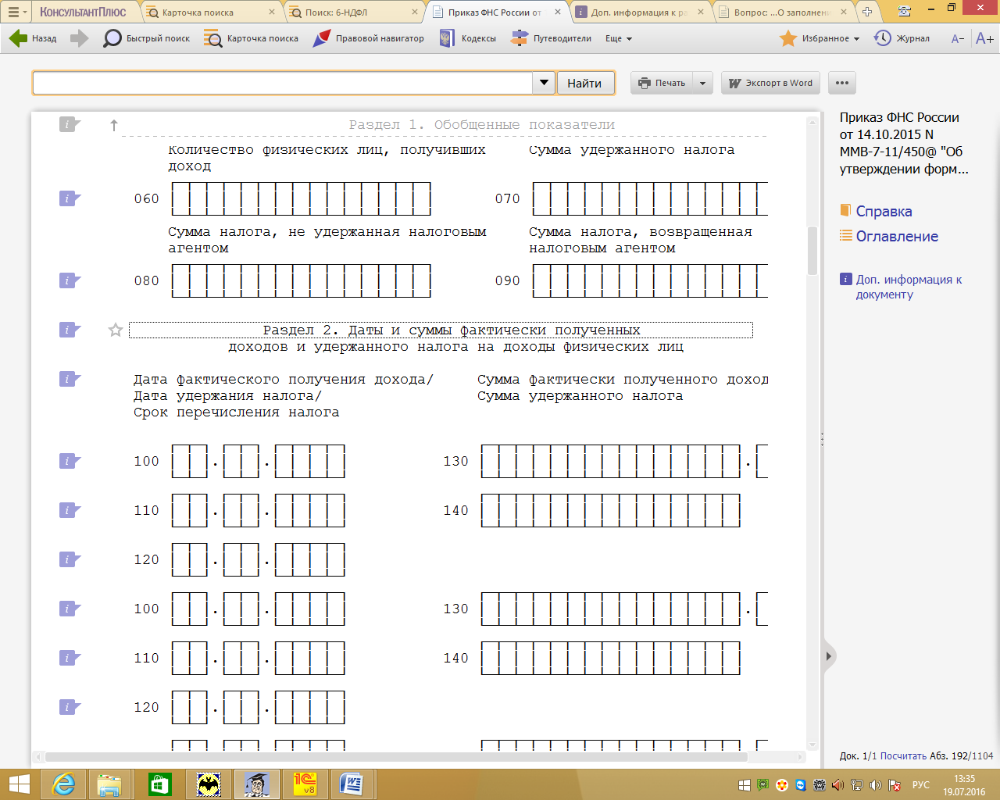 КОНСУЛЬТАНТПЛЮС
Карточка поиска
Поиск: 6-НДФЛ
Приказ ФНС России от
Доп. информация к ра
Вопрос: ...О заполнени
Назад
Быстрый поиск
Карточка поиска
Правовой навигатор
Кодексы
Путеводители
Еще
Избранное
Журнал
А−
А+
Найти
Печать
Экспорт в Word
Раздел 1. Обобщенные показатели
Количество физических лиц, получивших
доход
Сумма удержанного налога
060
070
Сумма налога, не удержанная налоговым
агентом
Сумма налога, возвращенная
налоговым агентом
080
090
Раздел 2. Даты и суммы фактически полученных
доходов и удержанного налога на доходы физических лиц
Дата фактического получения дохода/
Дата удержания налога/
Срок перечисления налога
Сумма фактически полученного доход
Сумма удержанного налога
100
130
110
140
120
100
130
110
140
120
Приказ ФНС России
от 14.10.2015 N
ММВ-7-11/450@ "Об
утверждении форм...
Справка
Оглавление
Доп. информация к
документу
Док. 1/1 Посчитать Абз. 192/1104
1С
v8
РУС
13:35
19.07.2016